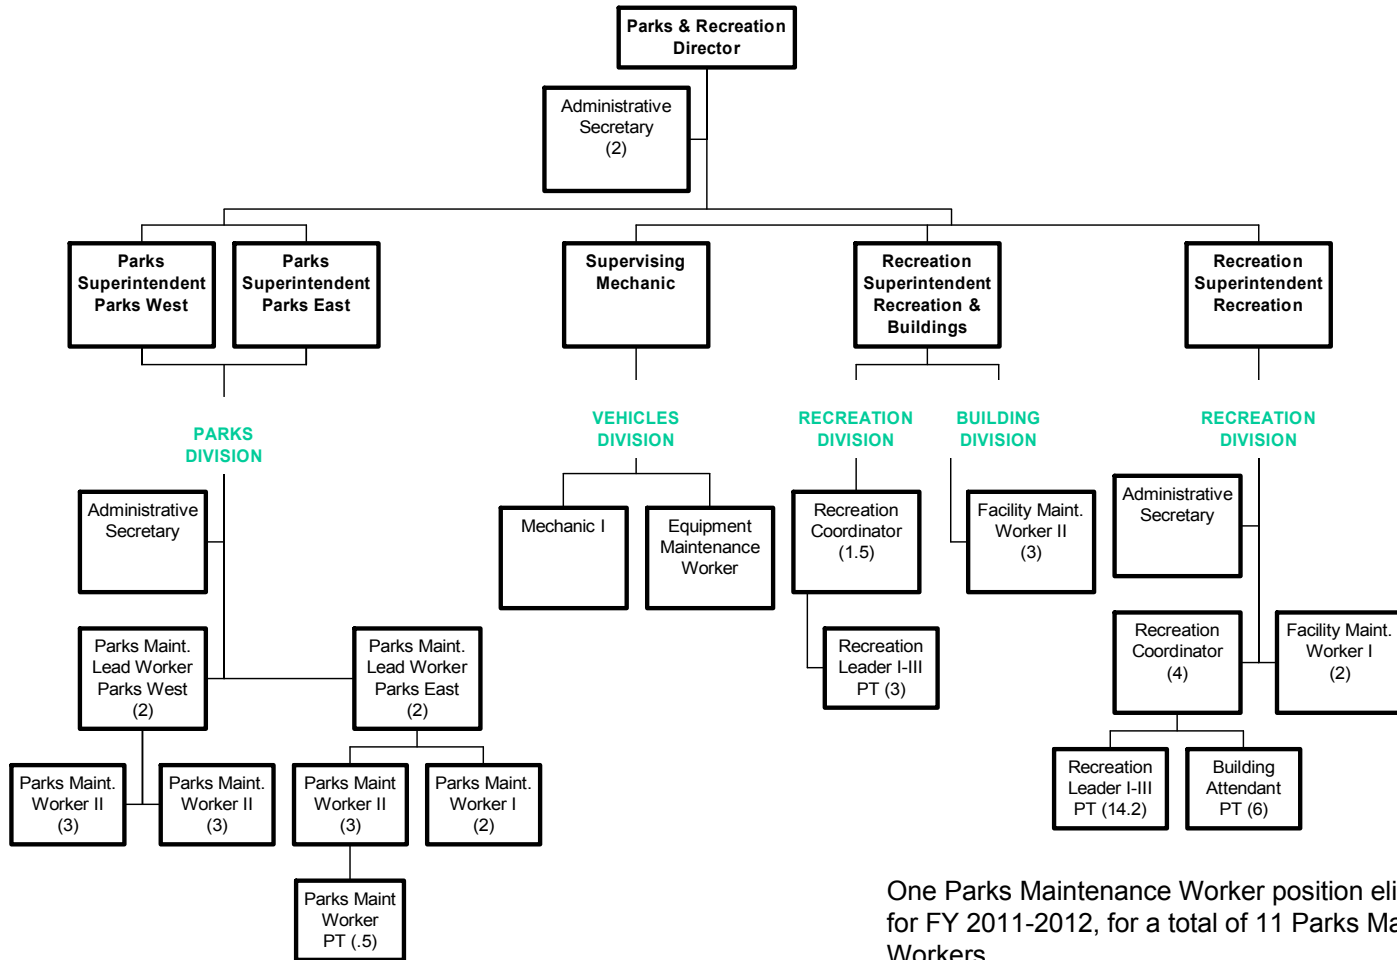 Parks & Recreation
Director
Administrative
Secretary
(2)
Parks
Superintendent
Parks West
Parks
Superintendent
Parks East
Supervising
Mechanic
Recreation
Superintendent
Recreation &
Buildings
Recreation
Superintendent
Recreation
PARKS
DIVISION
VEHICLES
DIVISION
RECREATION
DIVISION
BUILDING
DIVISION
RECREATION
DIVISION
Administrative
Secretary
Mechanic I
Equipment
Maintenance
Worker
Recreation
Coordinator
(1.5)
Facility Maint.
Worker II
(3)
Administrative
Secretary
Parks Maint.
Lead Worker
Parks West
(2)
Parks Maint.
Lead Worker
Parks East
(2)
Recreation
Leader I-III
PT (3)
Recreation
Coordinator
(4)
Facility Maint.
Worker I
(2)
Parks Maint.
Worker II
(3)
Parks Maint.
Worker II
(3)
Parks Maint
Worker II
(3)
Parks Maint.
Worker I
(2)
Recreation
Leader I-III
PT (14.2)
Building
Attendant
PT (6)
Parks Maint
Worker
PT (.5)
One Parks Maintenance Worker position eli
for FY 2011-2012, for a total of 11 Parks Ma
Workers